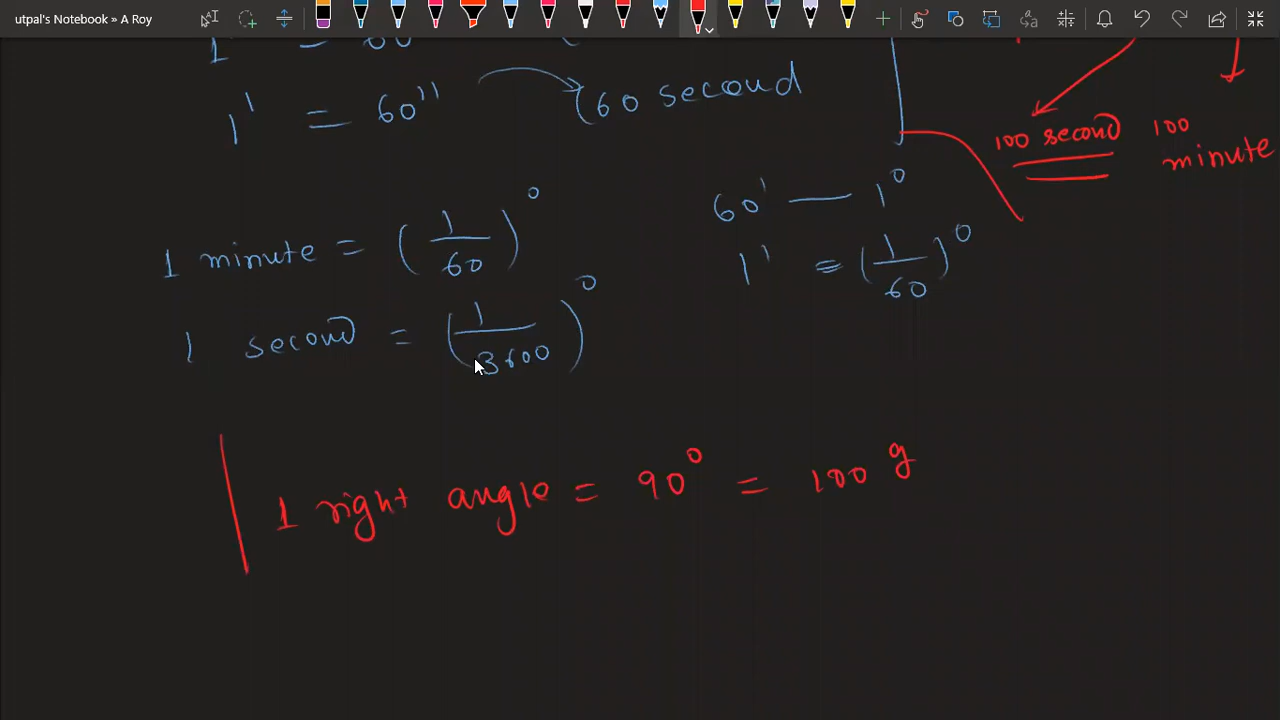 utpal's Notebook » A Roy
1' = 60"
(60 second
100 second 100
minute
60' — 1°
1 minute = (1/60)°
1' = (1/60)°
1 second = (1/3600)°
1 right angle = 90° = 100 g